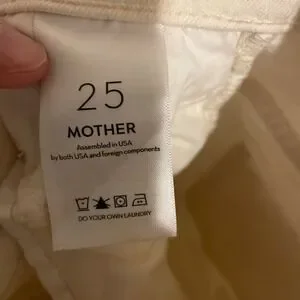 25
MOTHER
Assembled in USA
by both USA and foreign components
DO YOUR OWN LAUNDRY